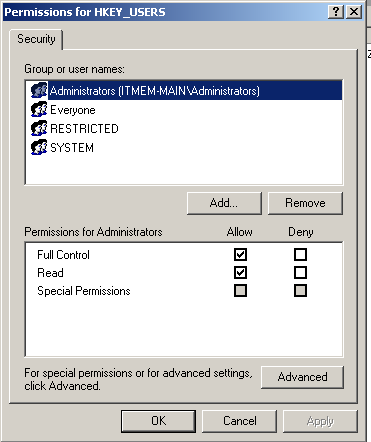 Permissions for HKEY_USERS
Security
Group or user names:
Administrators (ITMEM-MAIN\Administrators)
Everyone
RESTRICTED
SYSTEM
Add... Remove
Permissions for Administrators Allow Deny
Full Control
Read
Special Permissions
For special permissions or for advanced settings,
click Advanced.
Advanced
OK Cancel Apply